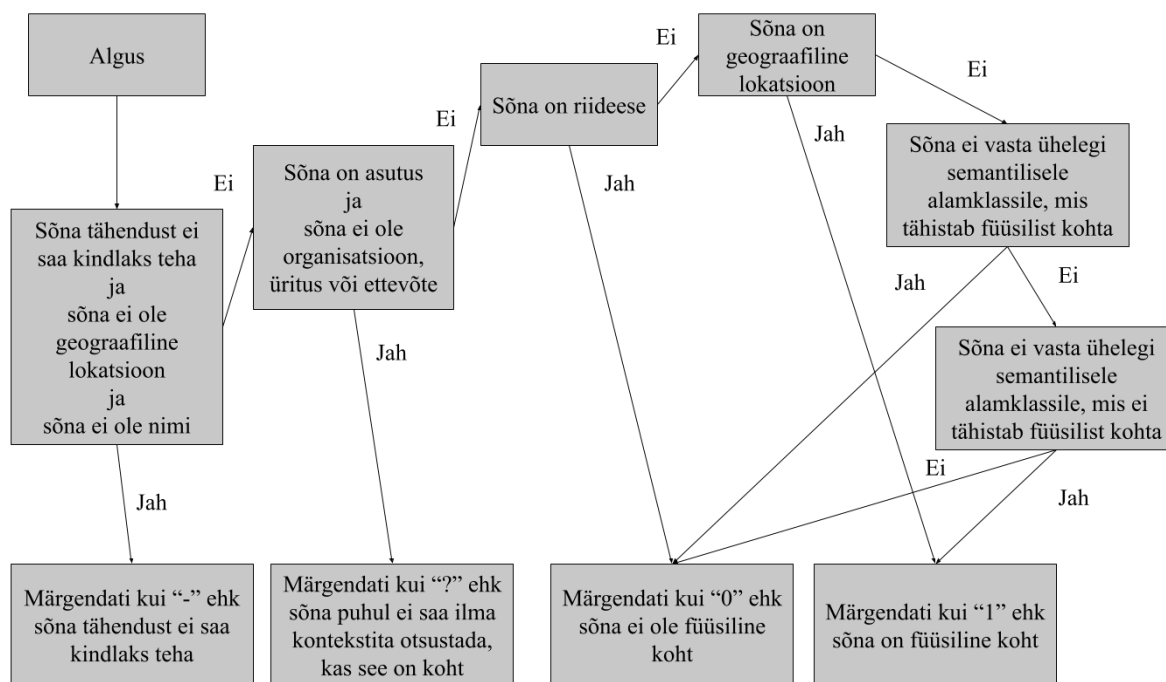 Algus
Sõna tähendust ei
saa kindlaks teha
ja
sõna ei ole
geograafiline
lokatsioon
ja
sõna ei ole nimi
Ei
Jah
Sõna on asutus
ja
sõna ei ole
organisatsioon,
üritus või ettevõte
Ei
Jah
Sõna on riideese
Ei
Jah
Sõna on
geograafiline
lokatsioon
Ei
Jah
Sõna ei vasta ühelegi
semantilisele
alamklassile, mis
tähistab füüsilist kohta
Jah
Ei
Sõna ei vasta ühelegi
semantilisele
alamklassile, mis ei
tähistab füüsilist kohta
Ei
Jah
Märgendati kui “-” ehk
sõna tähendust ei saa
kindlaks teha
Märgendati kui “?” ehk
sõna puhul ei saa ilma
kontekstita otsustada,
kas see on koht
Märgendati kui “0” ehk
sõna ei ole füüsiline
koht
Märgendati kui “1” ehk
sõna on füüsiline koht